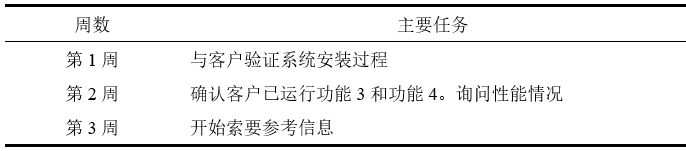 周数 主要任务
第 1 周 与客户验证系统安装过程
第 2 周 确认客户已运行功能 3 和功能 4。询问性能情况
第 3 周 开始索要参考信息